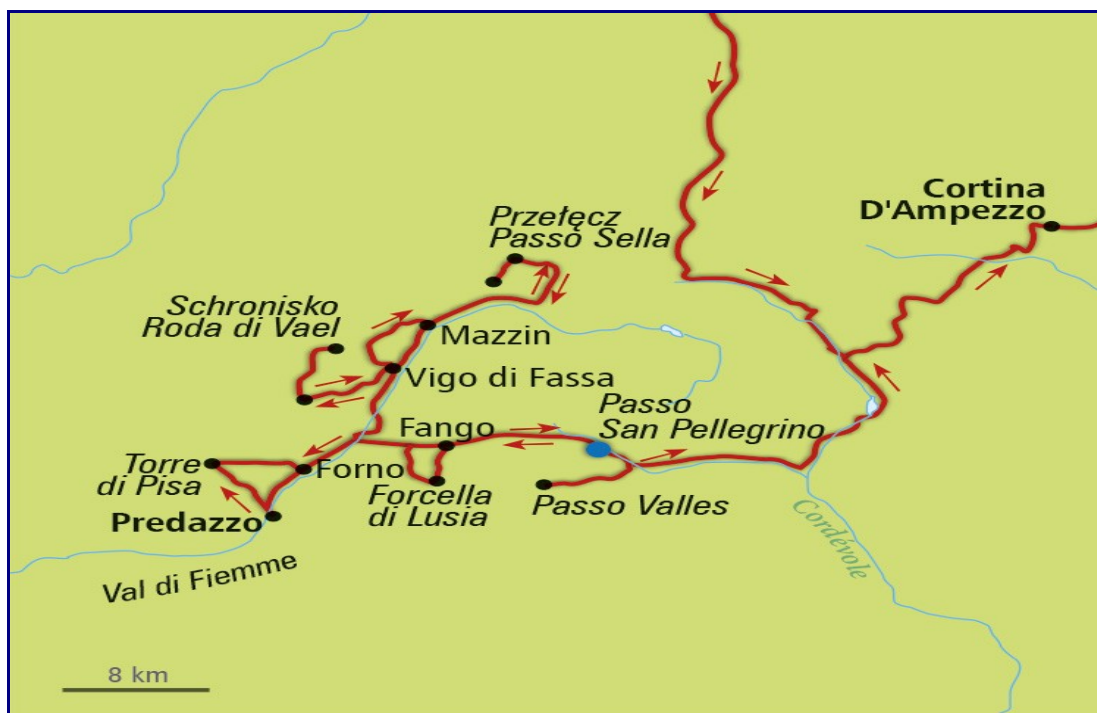 Cortina
D'Ampezzo
Przełęcz
Passo Sella
Schronisko
Roda di Vael
Mazzin
Vigo di Fassa
Passo
San Pellegrino
Fango
Torre
di Pisa
Forno
Forcella
di Lusia
Passo Valles
Predazzo
Cordévole
Val di Fiemme
8 km